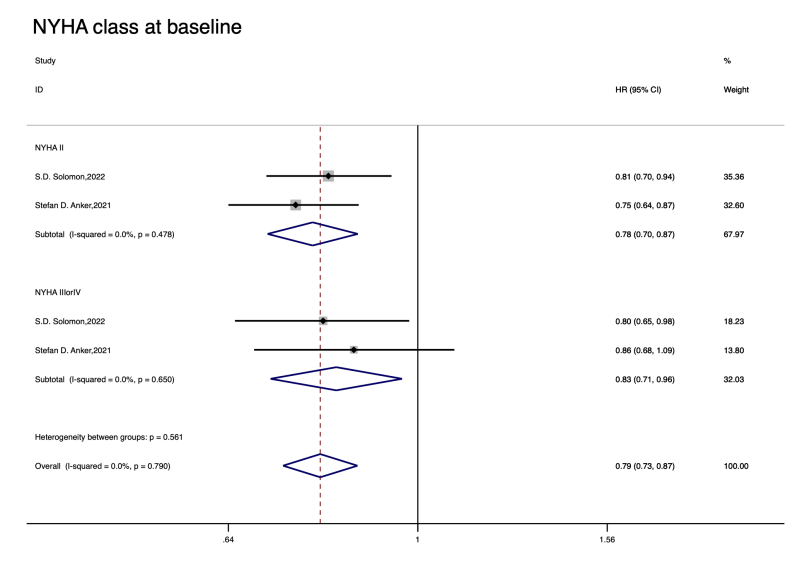 NYHA class at baseline
Study %
ID HR (95% CI) Weight
NYHA II
S.D. Solomon,2022 0.81 (0.70, 0.94) 35.36
Stefan D. Anker,2021 0.75 (0.64, 0.87) 32.60
Subtotal (I-squared = 0.0%, p = 0.478) 0.78 (0.70, 0.87) 67.97
NYHA IIIorIV
S.D. Solomon,2022 0.80 (0.65, 0.98) 18.23
Stefan D. Anker,2021 0.86 (0.68, 1.09) 13.80
Subtotal (I-squared = 0.0%, p = 0.650) 0.83 (0.71, 0.96) 32.03
Heterogeneity between groups: p = 0.561
Overall (I-squared = 0.0%, p = 0.790) 0.79 (0.73, 0.87) 100.00
.64 1 1.56